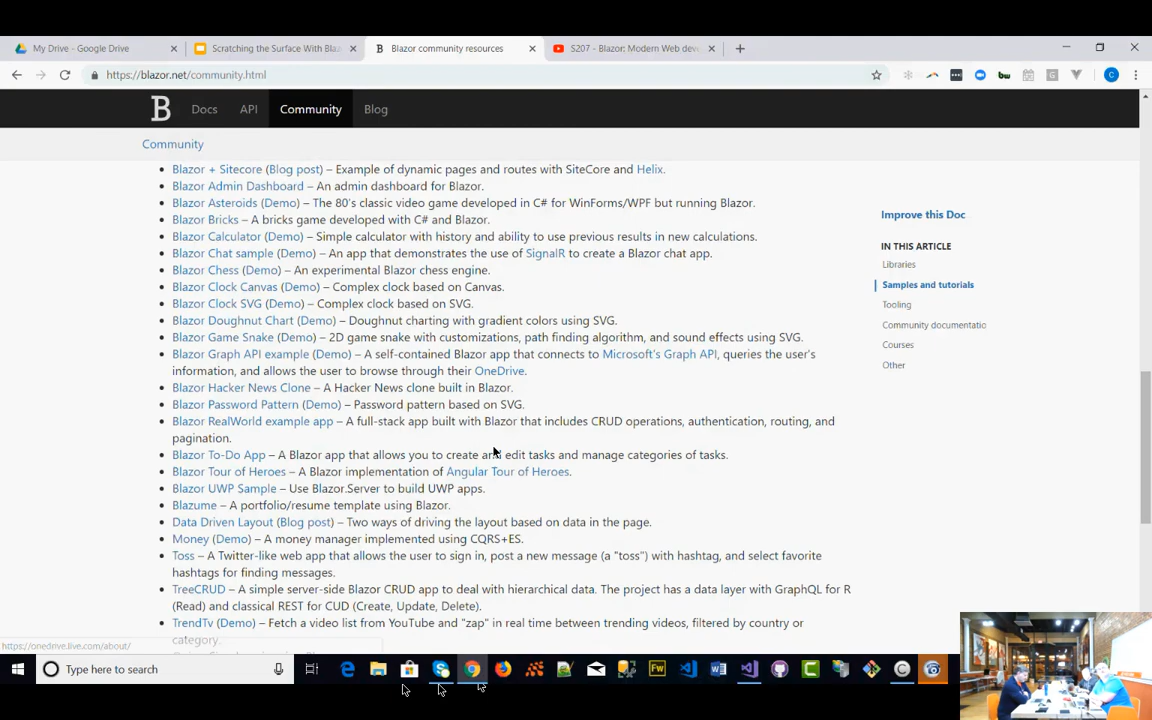 My Drive - Google Drive
Scratching the Surface With Bla
Blazor community resources
S207 - Blazor: Modern Web dev
https://blazor.net/community.html
B Docs API Community Blog
Community
Blazor + Sitecore (Blog post) – Example of dynamic pages and routes with SiteCore and Helix.
Blazor Admin Dashboard – An admin dashboard for Blazor.
Blazor Asteroids (Demo) – The 80's classic video game developed in C# for WinForms/WPF but running Blazor.
Blazor Bricks – A bricks game developed with C# and Blazor.
Blazor Calculator (Demo) – Simple calculator with history and ability to use previous results in new calculations.
Blazor Chat sample (Demo) – An app that demonstrates the use of SignalR to create a Blazor chat app.
Blazor Chess (Demo) – An experimental Blazor chess engine.
Blazor Clock Canvas (Demo) – Complex clock based on Canvas.
Blazor Clock SVG (Demo) – Complex clock based on SVG.
Blazor Doughnut Chart (Demo) – Doughnut charting with gradient colors using SVG.
Blazor Game Snake (Demo) – 2D game snake with customizations, path finding algorithm, and sound effects using SVG.
Blazor Graph API example (Demo) – A self-contained Blazor app that connects to Microsoft's Graph API, queries the user's
information, and allows the user to browse through their OneDrive.
Blazor Hacker News Clone – A Hacker News clone built in Blazor.
Blazor Password Pattern (Demo) – Password pattern based on SVG.
Blazor RealWorld example app – A full-stack app built with Blazor that includes CRUD operations, authentication, routing, and
pagination.
Blazor To-Do App – A Blazor app that allows you to create and edit tasks and manage categories of tasks.
Blazor Tour of Heroes – A Blazor implementation of Angular Tour of Heroes.
Blazor UWP Sample – Use Blazor.Server to build UWP apps.
Blazume – A portfolio/resume template using Blazor.
Data Driven Layout (Blog post) – Two ways of driving the layout based on data in the page.
Money (Demo) – A money manager implemented using CQRS+ES.
Toss – A Twitter-like web app that allows the user to sign in, post a new message (a "toss") with hashtag, and select favorite
hashtags for finding messages.
TreeCRUD – A simple server-side Blazor CRUD app to deal with hierarchical data. The project has a data layer with GraphQL for R
(Read) and classical REST for CUD (Create, Update, Delete).
TrendTv (Demo) – Fetch a video list from YouTube and "zap" in real time between trending videos, filtered by country or
category.
Improve this Doc
IN THIS ARTICLE
Libraries
Samples and tutorials
Tooling
Community documentatio
Courses
Other
https://onedrive.live.com/about/
Type here to search